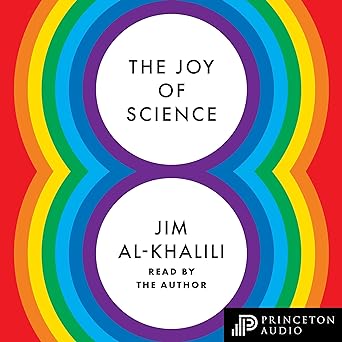 THE JOY OF
SCIENCE
JIM
AL-KHALILI
READ BY
THE AUTHOR
PRINCETON
AUDIO